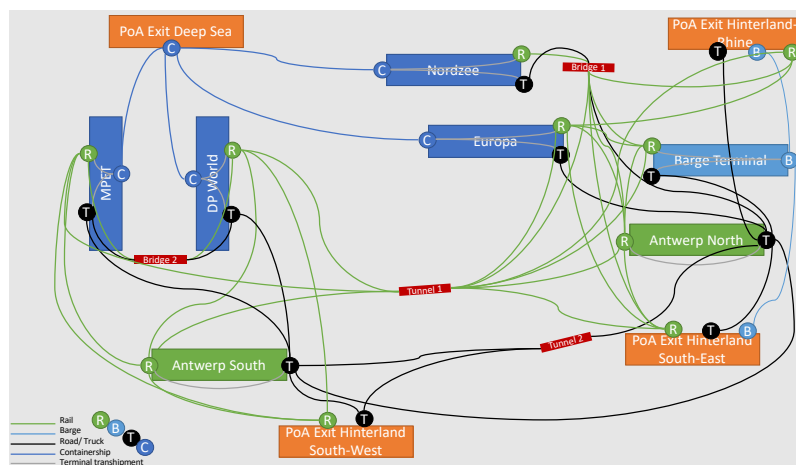 PoA Exit Deep Sea
C
PoA Exit Hinterland-
Rhine
T
B
R
Nordzee
C
R
T
Bridge 1
Europa
C
R
T
Barge Terminal
R
T
B
MPET
R
C
T
DP World
R
C
T
Bridge 2
Antwerp North
R
T
Tunnel 1
Tunnel 2
PoA Exit Hinterland
South-East
R
T
B
Antwerp South
R
T
PoA Exit Hinterland
South-West
R
T
Rail
Barge
Road/ Truck
Containership
Terminal transhipment
R
B
T
C